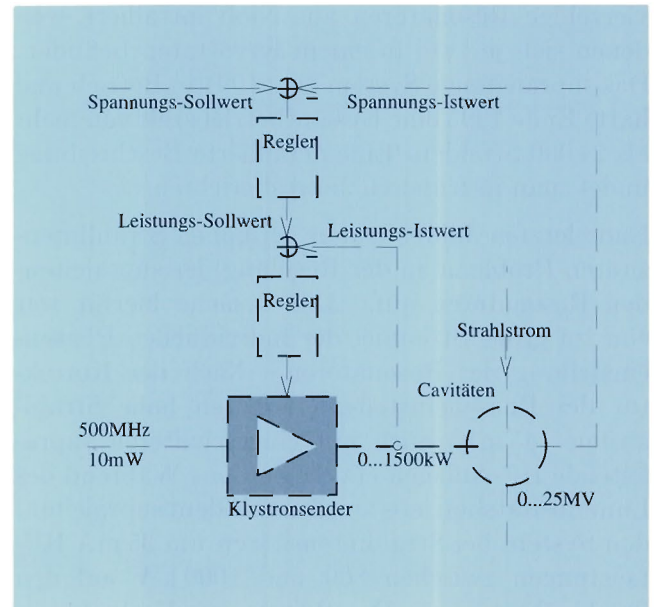 Spannungs-Sollwert
Spannungs-Istwert
Regler
Leistungs-Sollwert
Leistungs-Istwert
Regler
Strahlstrom
Cavitäten
500MHz
10mW
0...1500kW
0...25MV
Klystronsender